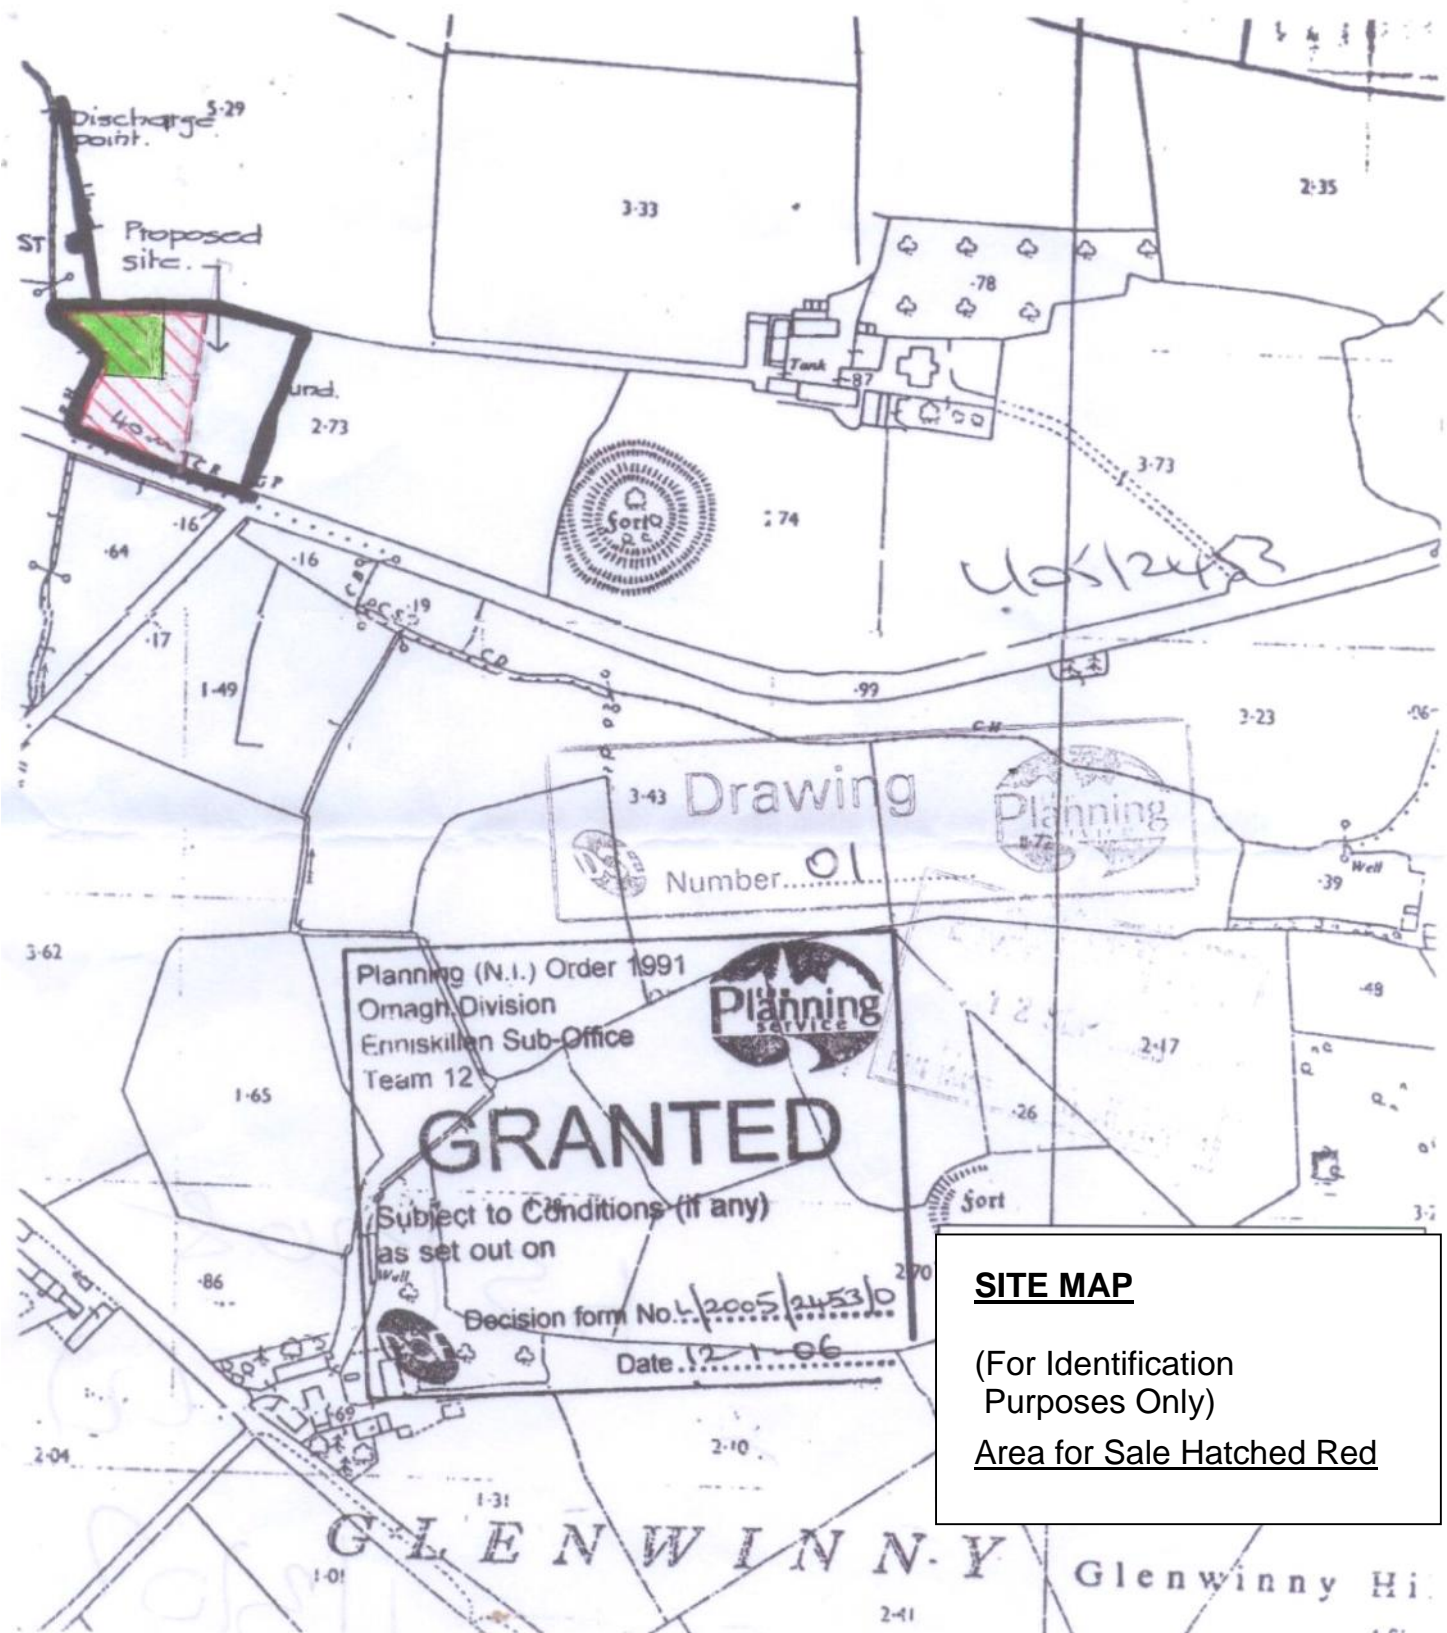 5·29
Discharge
point.
2·35
3·33
ST
Proposed
site.
·78
Tank
·87
und.
2·73
40m
3·73
fort
·74
·16
·64
·16
·19
·17
1·49
·99
3·23
C H
3·43
Drawing
Planning
Number 01
Well
·39
3·62
Planning (N.I.) Order 1991
Omagh Division
Enniskillen Sub-Office
Team 12
the
Planning
service
·48
2·17
1·65
·26
GRANTED
fort
Subject to Conditions (if any)
as set out on
Well
·86
2·70
Decision form No. L/2005/2453/O
Date 12-1-06
SITE MAP
(For Identification
Purposes Only)
Area for Sale Hatched Red
·69
2·04
2·10
1·31
GLENWINNY
Glenwinny Hi
1·01
2·41